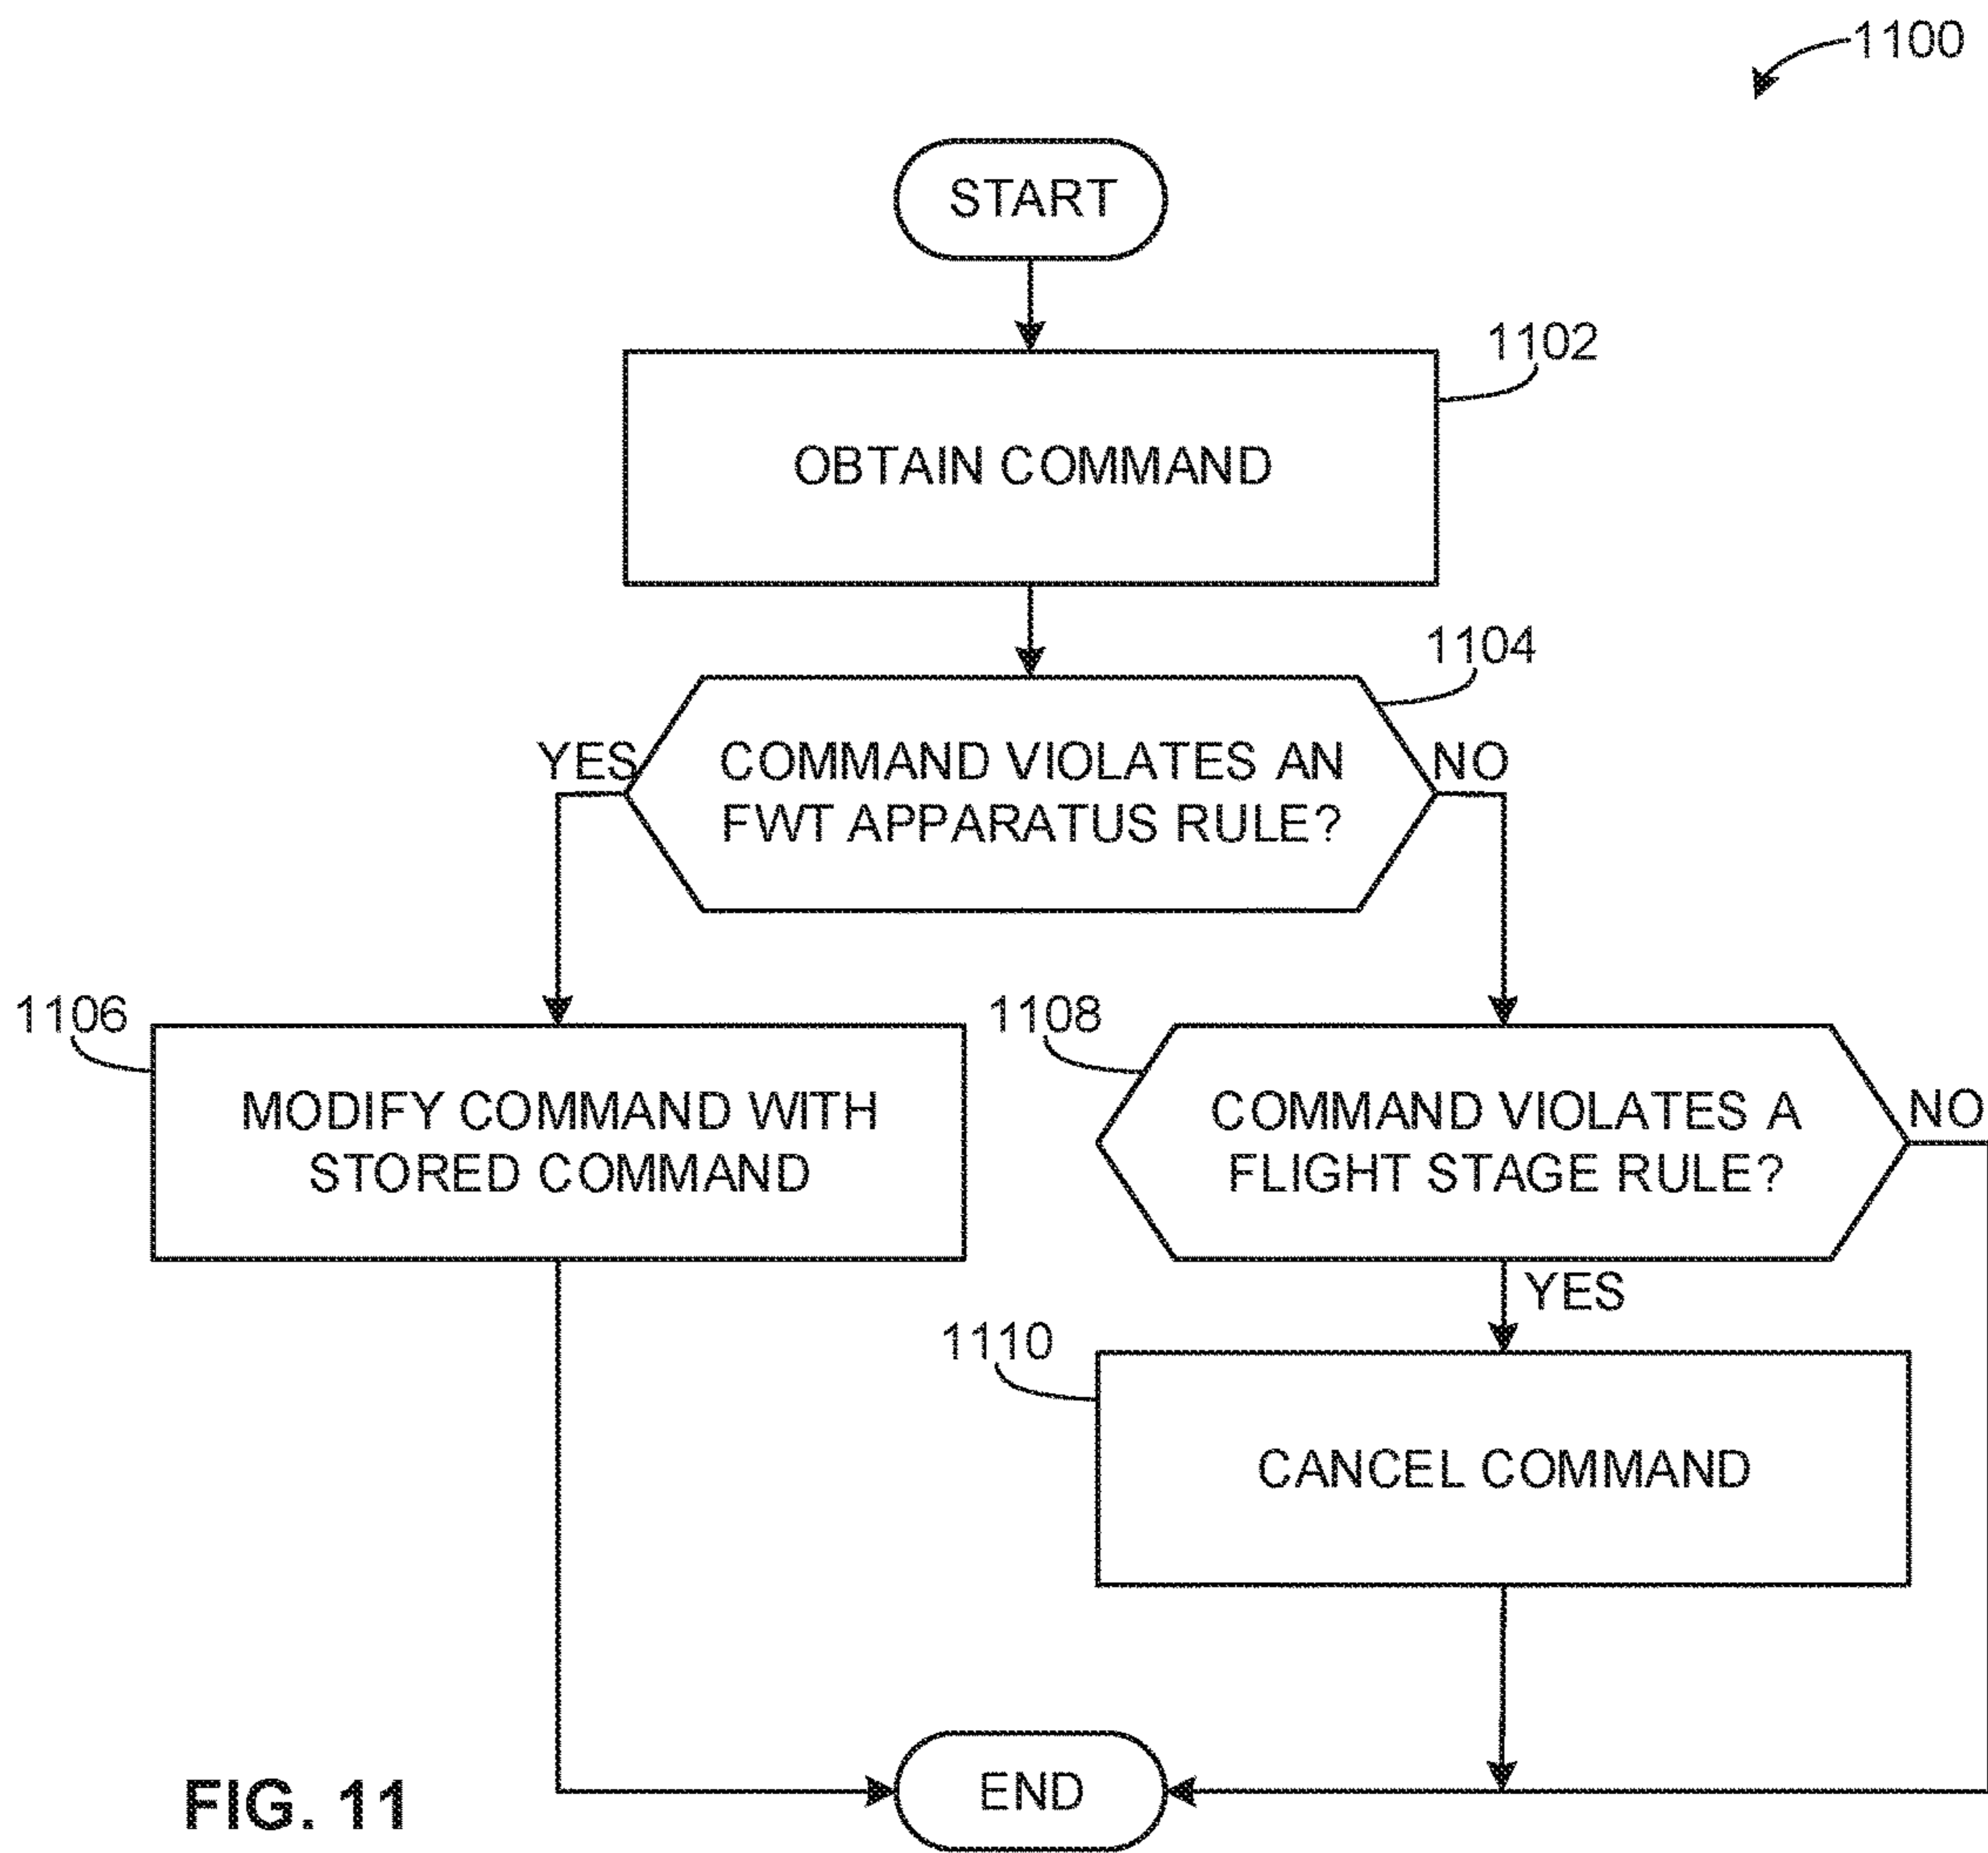 1100
START
1102
OBTAIN COMMAND
1104
YES
COMMAND VIOLATES AN
FWT APPARATUS RULE?
NO
1106
MODIFY COMMAND WITH
STORED COMMAND
1108
COMMAND VIOLATES A
FLIGHT STAGE RULE?
NO
YES
1110
CANCEL COMMAND
END
FIG. 11